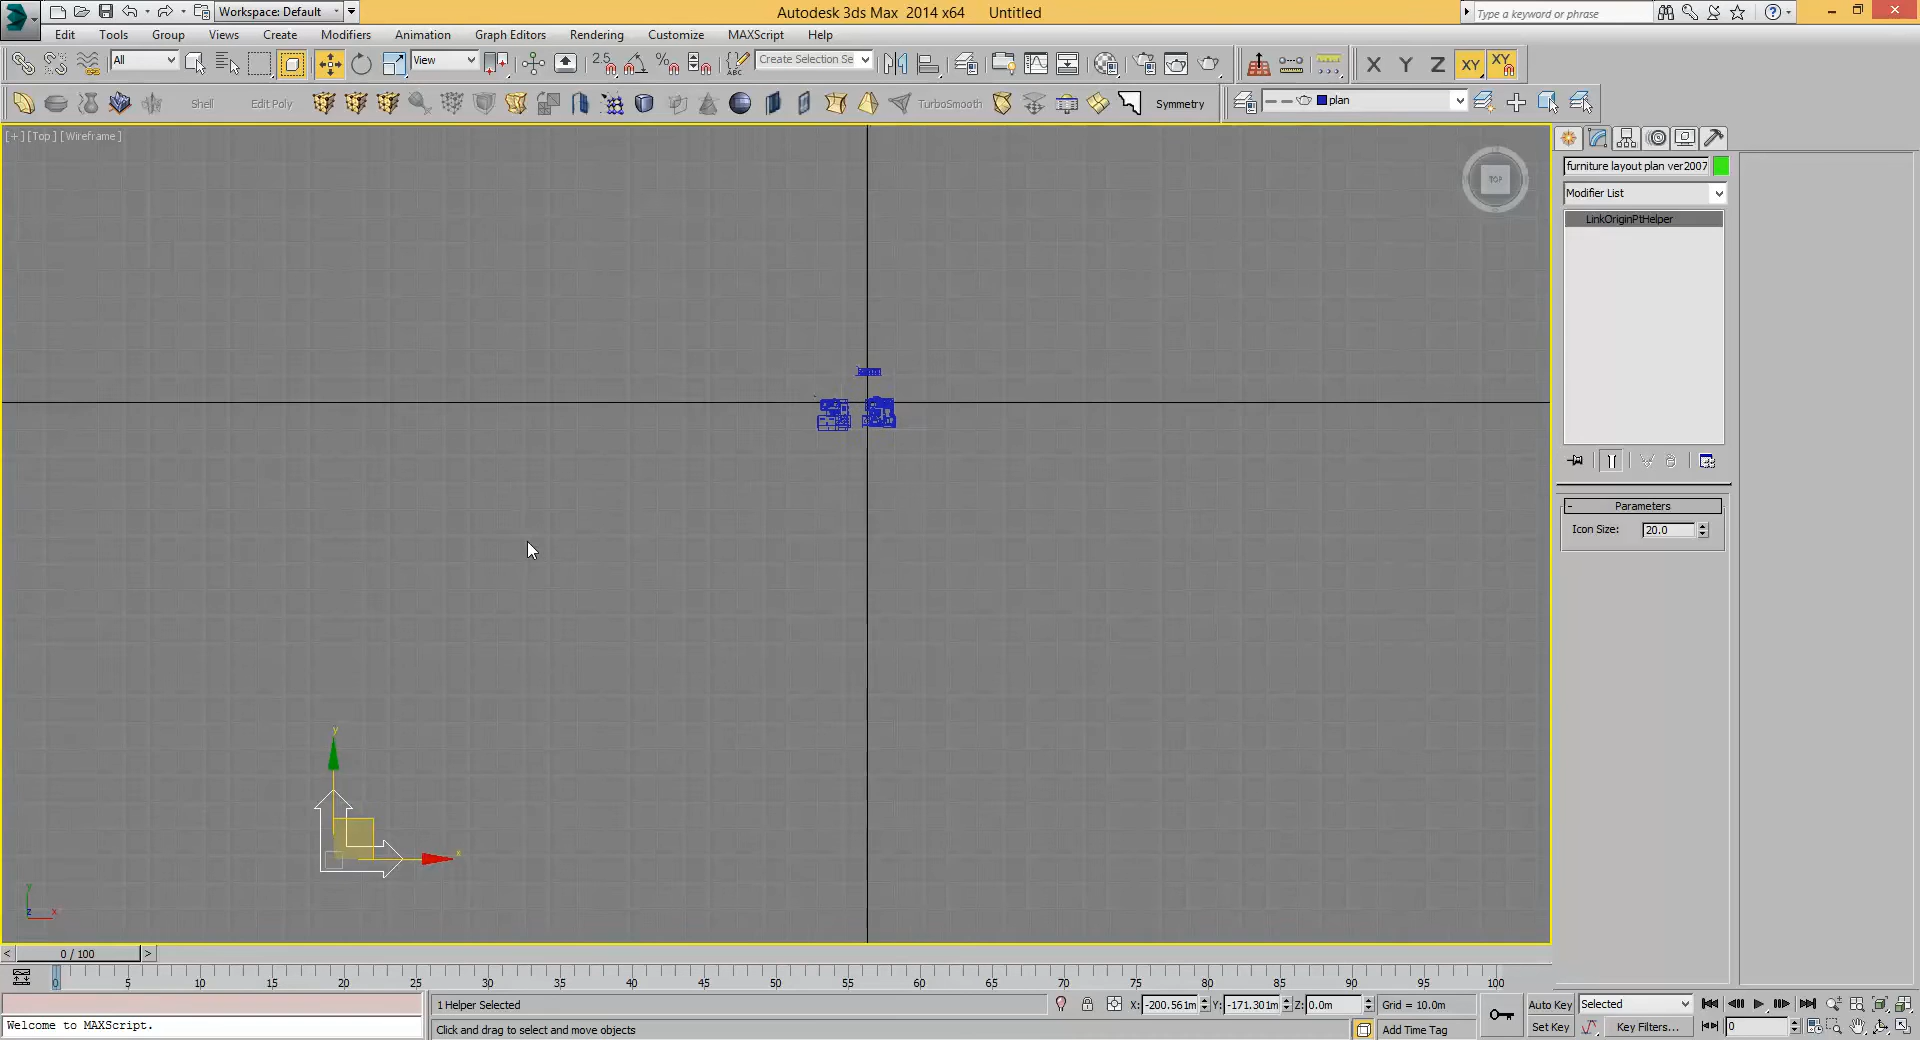 Workspace: Default
Autodesk 3ds Max 2014 x64 Untitled
Type a keyword or phrase
Edit Tools Group Views Create Modifiers Animation Graph Editors Rendering Customize MAXScript Help
All
View
2.5
ABC
Create Selection Se
X Y Z XY XY
Shell Edit Poly
TurboSmooth
Symmetry
plan
[+] [Top] [Wireframe]
TOP
furniture layout plan ver2007
Modifier List
LinkOriginPtHelper
- Parameters
Icon Size: 20.0
y
x
y
z x
< 0 / 100 >
0 5 10 15 20 25 30 35 40 45 50 55 60 65 70 75 80 85 90 95 100
1 Helper Selected
X: -200.561m Y: -171.301m Z: 0.0m Grid = 10.0m
Auto Key Selected
Welcome to MAXScript.
Click and drag to select and move objects
Add Time Tag
Set Key Key Filters... 0